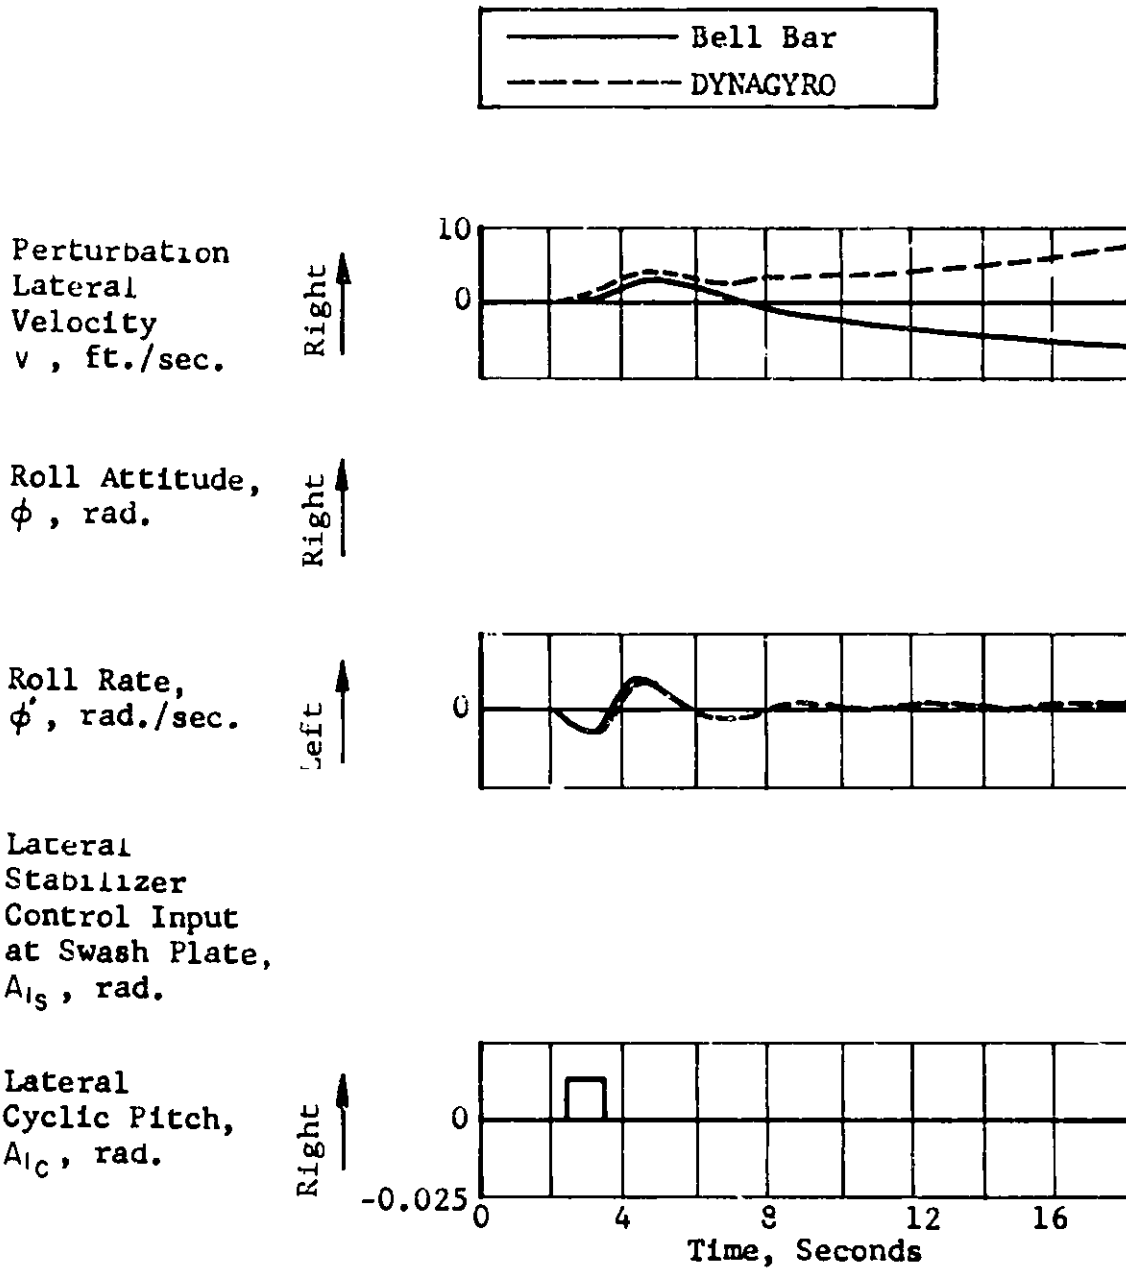 Bell Bar
DYNAGYRO
Perturbation
Lateral
Velocity
v , ft./sec.
Right
10
0
Roll Attitude,
ϕ , rad.
Right
Roll Rate,
ϕ̇ , rad./sec.
Left
0
Lateral
Stabilizer
Control Input
at Swash Plate,
A₁S , rad.
Lateral
Cyclic Pitch,
A₁C , rad.
Right
0
-0.025
0 4 8 12 16
Time, Seconds